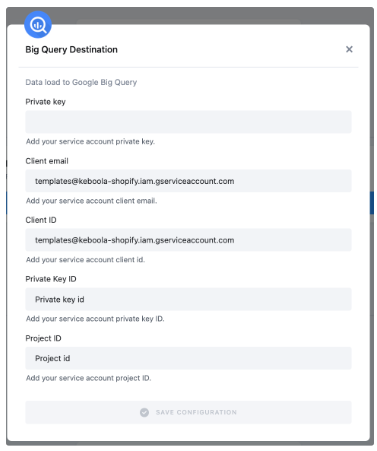 Big Query Destination
Data load to Google Big Query
Private key
Add your service account private key.
Client email
templates@keboola-shopify.iam.gserviceaccount.com
Add your service account client email.
Client ID
templates@keboola-shopify.iam.gserviceaccount.com
Add your service account client id.
Private Key ID
Private key id
Add your service account private key ID.
Project ID
Project id
Add your service account project ID.
SAVE CONFIGURATION